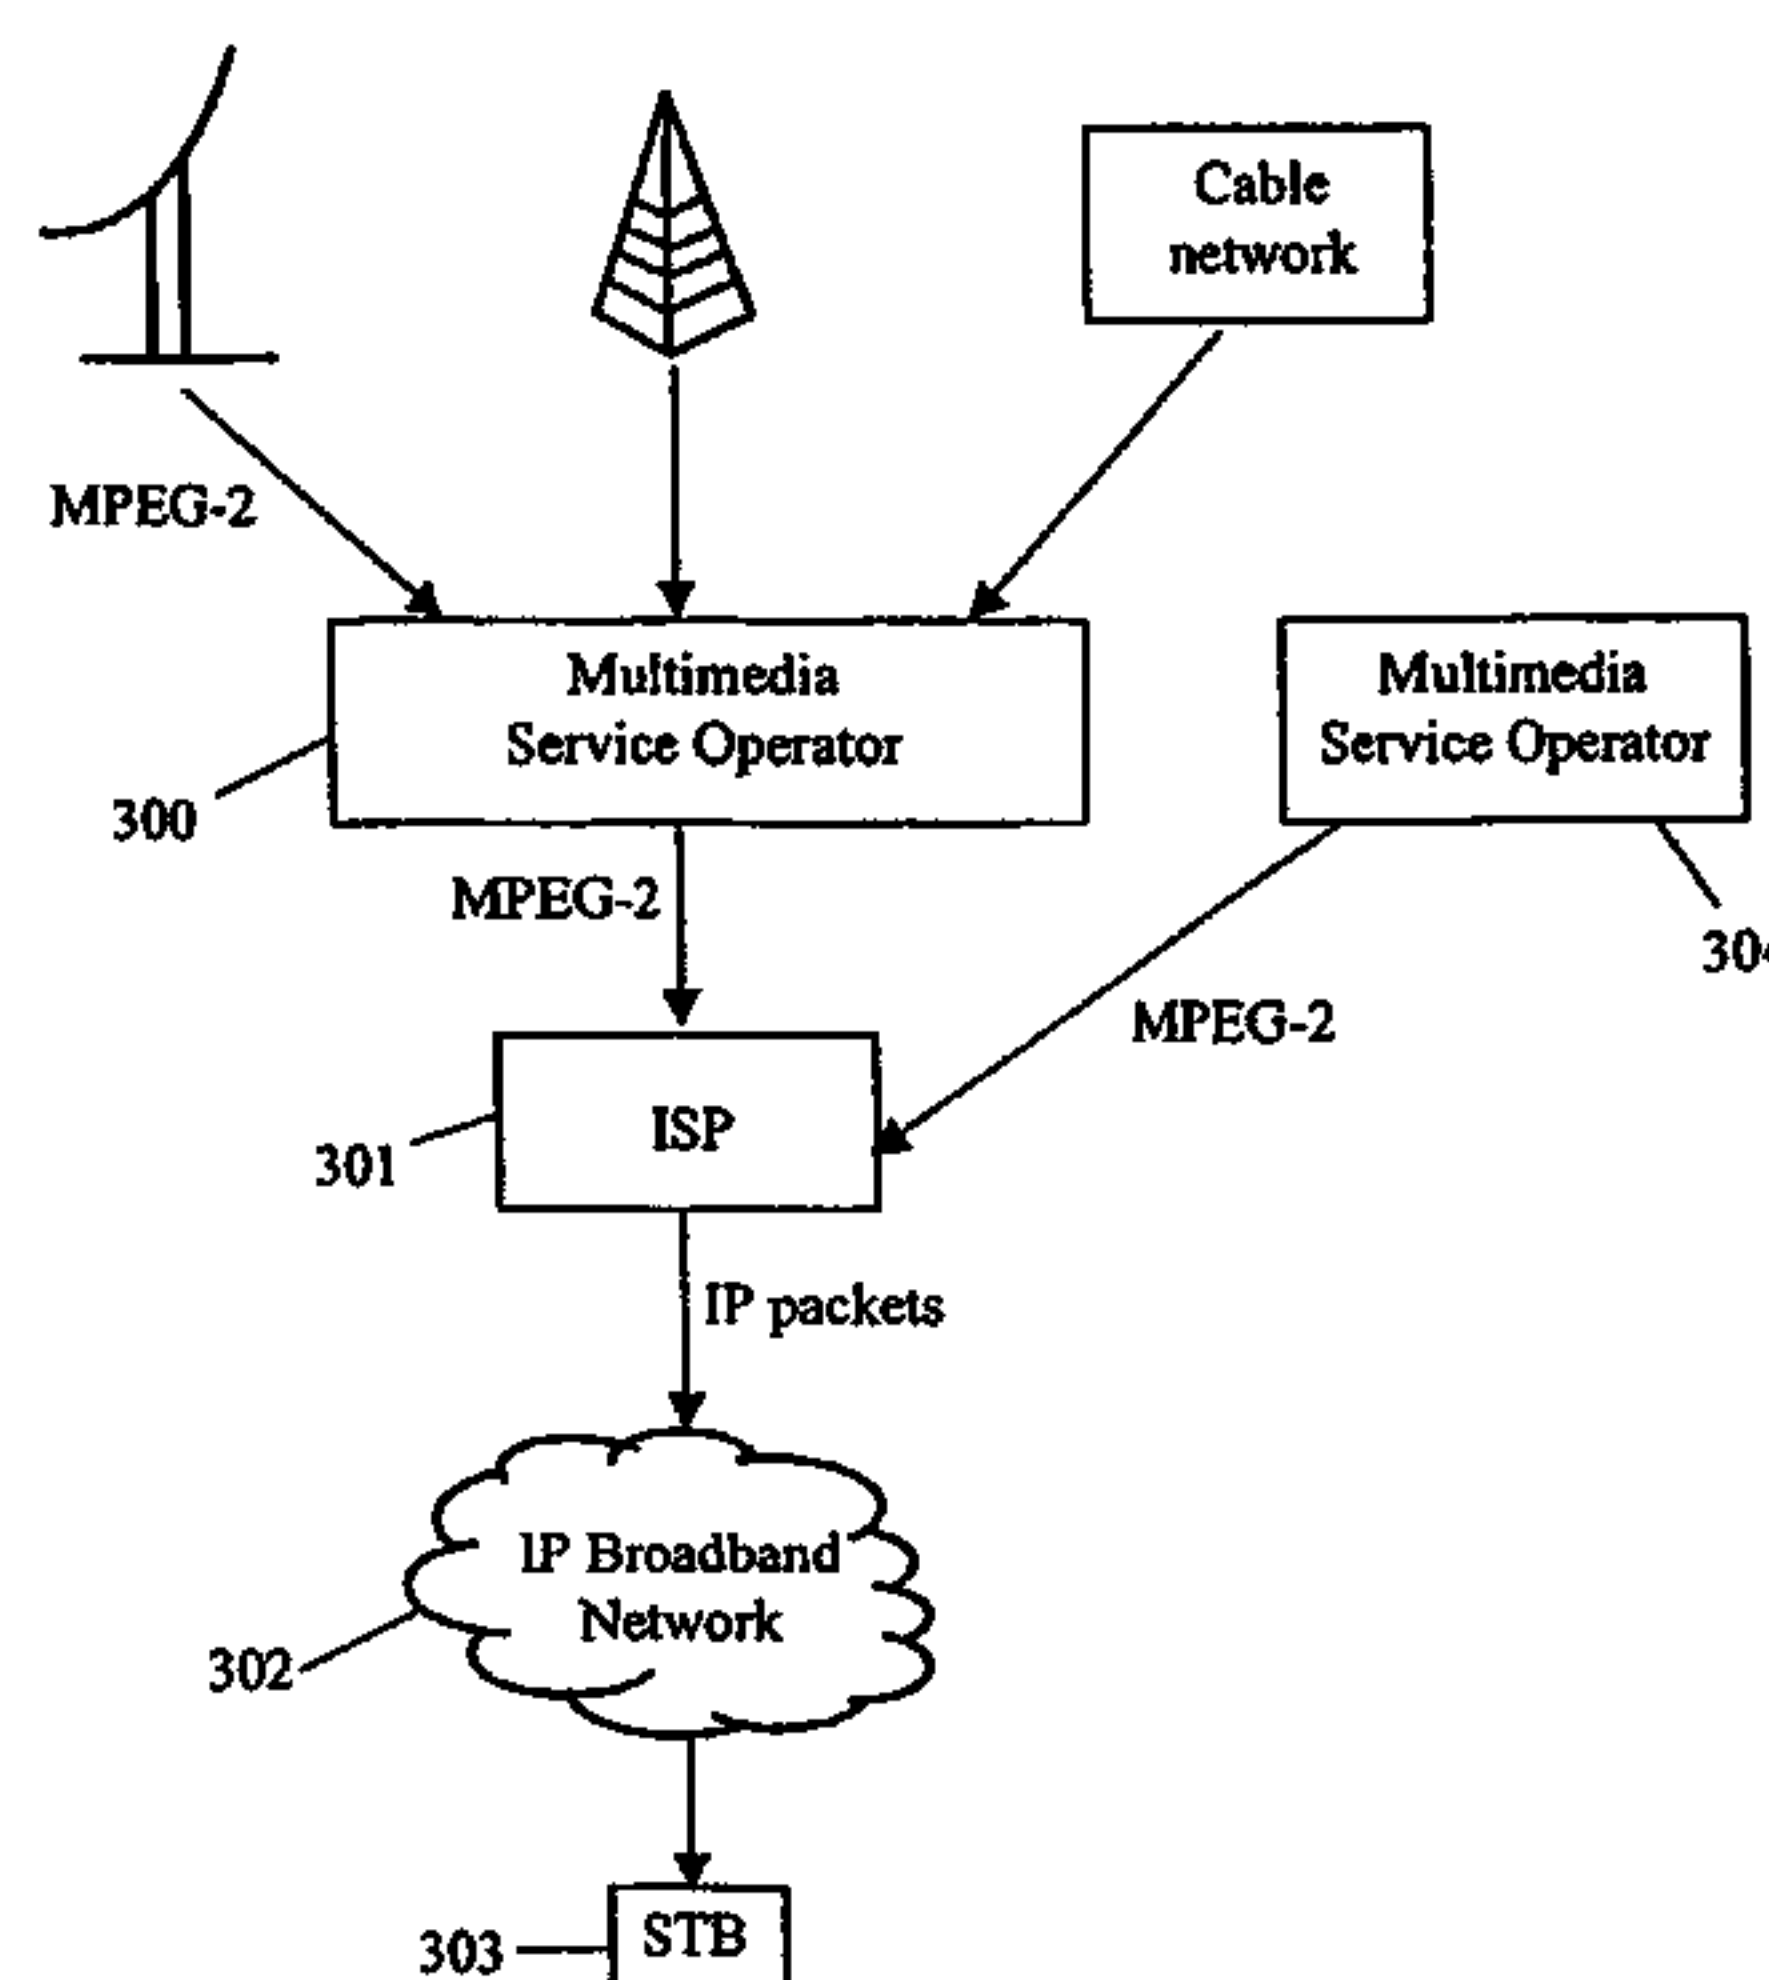 Cable
network
MPEG-2
Multimedia
Service Operator
Multimedia
Service Operator
300
MPEG-2
MPEG-2
ISP
301
IP packets
IP Broadband
Network
302
STB
303